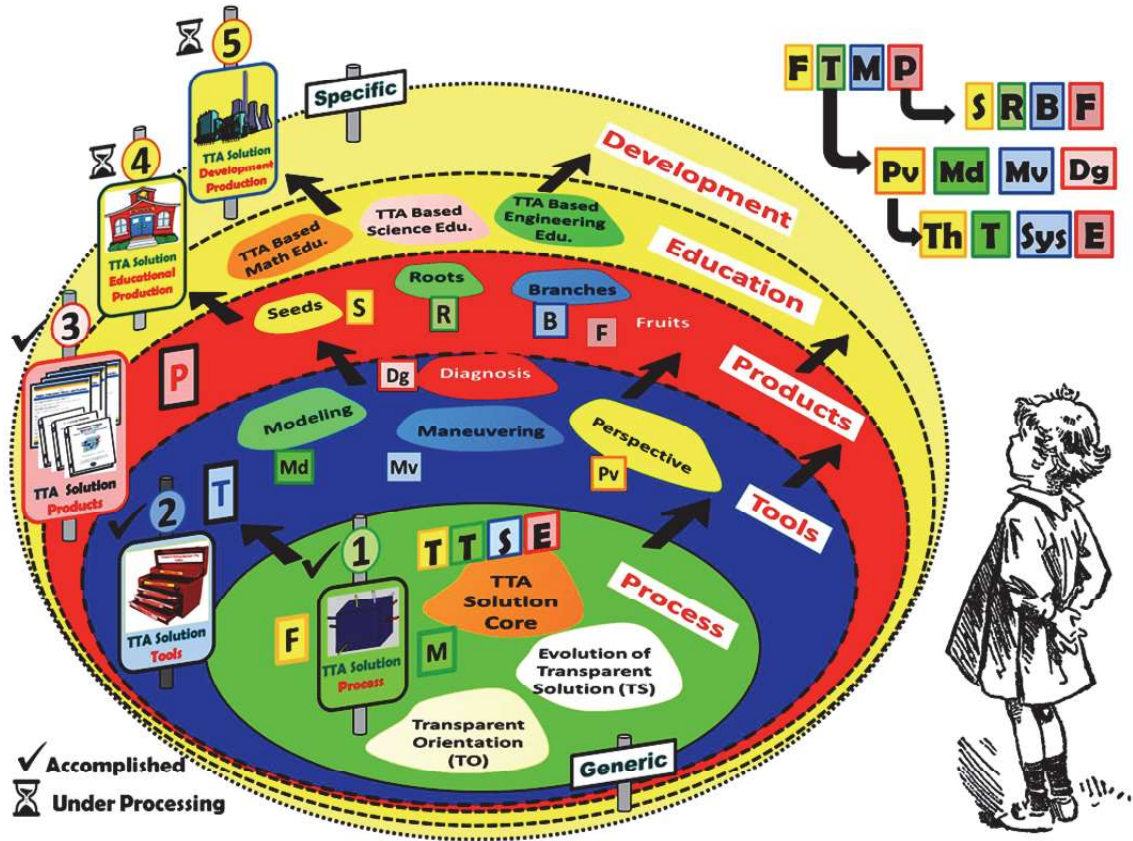 5
TTA Solution
Development
Production
Specific
4
TTA Solution
Educational
Production
3
TTA Solution
Products
2
TTA Solution
Tools
1
TTA Solution
Process
F T M P
S R B F
Pv Md Mv Dg
Th T Sys E
Development
Education
Products
Tools
Process
TTA Based
Math Edu.
TTA Based
Science Edu.
TTA Based
Engineering
Edu.
P
Seeds
S
Roots
R
Branches
B
F
Fruits
Dg
Diagnosis
Modeling
Md
Maneuvering
Mv
Perspective
Pv
T
T T S E
TTA
Solution
Core
F
M
Evolution of
Transparent
Solution (TS)
Transparent
Orientation
(TO)
Generic
Accomplished
Under Processing